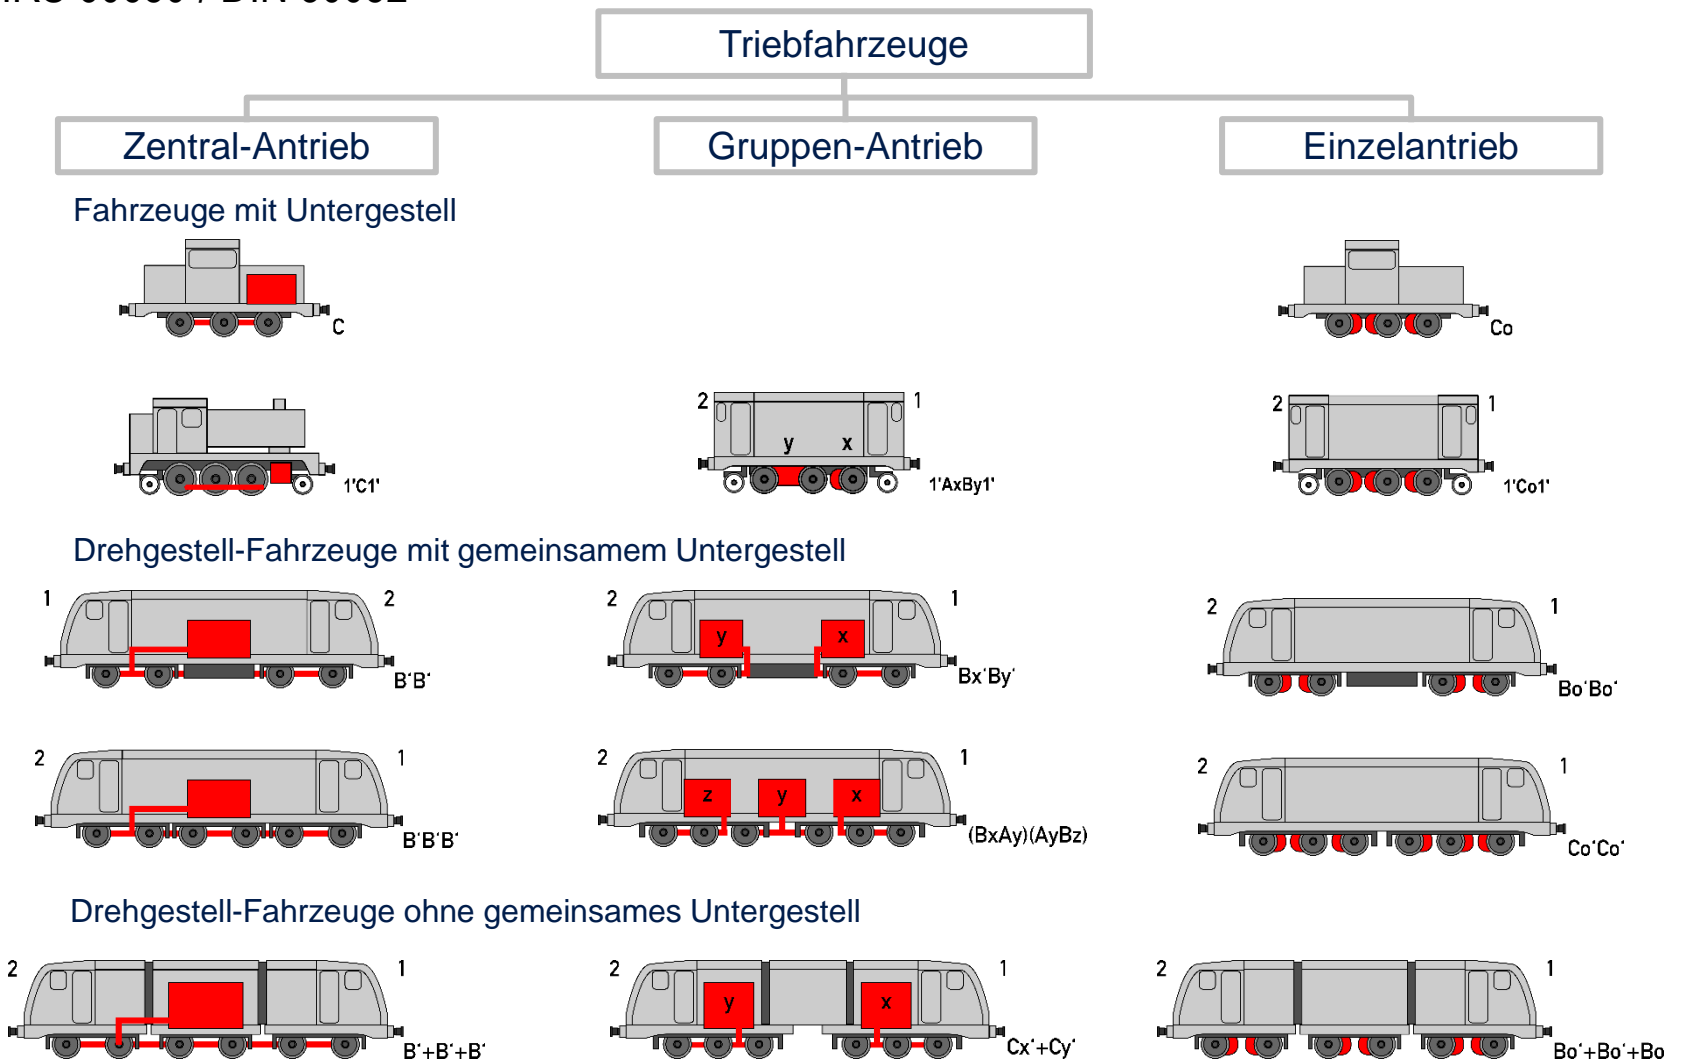 Triebfahrzeuge
Zentral-Antrieb Gruppen-Antrieb Einzelantrieb
Fahrzeuge mit Untergestell
C Co
2 1 2 1
y x
1'C1' 1'AxBy1' 1'Co1'
Drehgestell-Fahrzeuge mit gemeinsamem Untergestell
1 2 2 1 2 1
y x
B'B' Bx'By' Bo'Bo'
2 1 2 1 2 1
z y x
B'B'B' (BxAy)(AyBz) Co'Co'
Drehgestell-Fahrzeuge ohne gemeinsames Untergestell
2 1 2 1 2 1
y x
B'+B'+B' Cx'+Cy' Bo'+Bo'+Bo